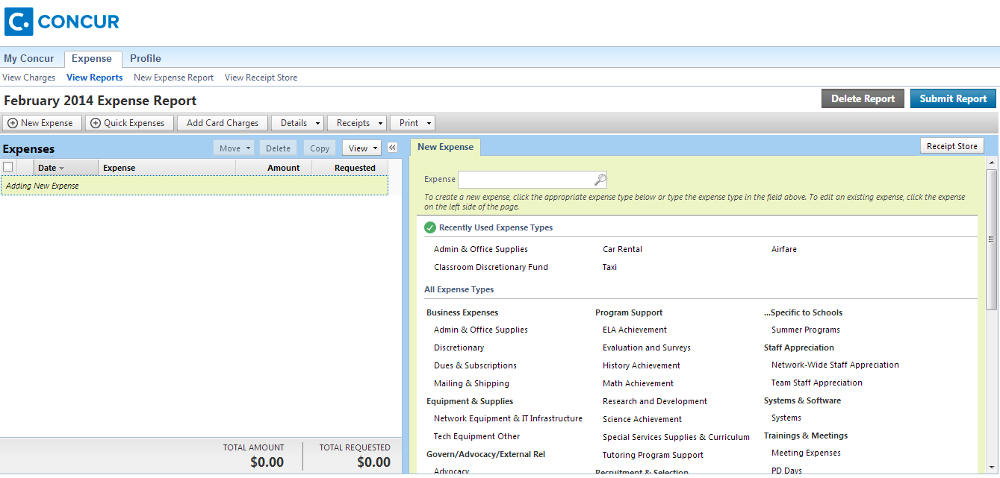 C. CONCUR
My Concur Expense Profile
View Charges View Reports New Expense Report View Receipt Store
February 2014 Expense Report Delete Report Submit Report
New Expense Quick Expenses Add Card Charges Details Receipts Print
Expenses Move Delete Copy View
Date Expense Amount Requested
Adding New Expense
TOTAL AMOUNT TOTAL REQUESTED
$0.00 $0.00
New Expense Receipt Store
Expense
To create a new expense, click the appropriate expense type below or type the expense type in the field above. To edit an existing expense, click the expense
on the left side of the page.
Recently Used Expense Types
Admin & Office Supplies Car Rental Airfare
Classroom Discretionary Fund Taxi
All Expense Types
Business Expenses
Admin & Office Supplies
Discretionary
Dues & Subscriptions
Mailing & Shipping
Equipment & Supplies
Network Equipment & IT Infrastructure
Tech Equipment Other
Govern/Advocacy/External Rel
Advocacy
Program Support
ELA Achievement
Evaluation and Surveys
History Achievement
Math Achievement
Research and Development
Science Achievement
Special Services Supplies & Curriculum
Tutoring Program Support
Recruitment & Selection
...Specific to Schools
Summer Programs
Staff Appreciation
Network-Wide Staff Appreciation
Team Staff Appreciation
Systems & Software
Systems
Trainings & Meetings
Meeting Expenses
PD Days